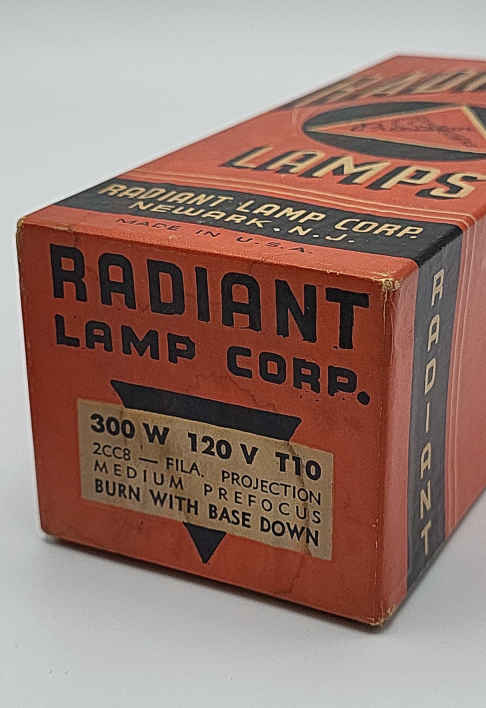 RADIANT
LAMPS
RADIANT LAMP CORP.
NEWARK, N. J.
MADE IN U.S.A.
RADIANT
LAMP CORP.
300 W 120 V T10
2CC8 — FILA. PROJECTION
MEDIUM PREFOCUS
BURN WITH BASE DOWN
RADIANT